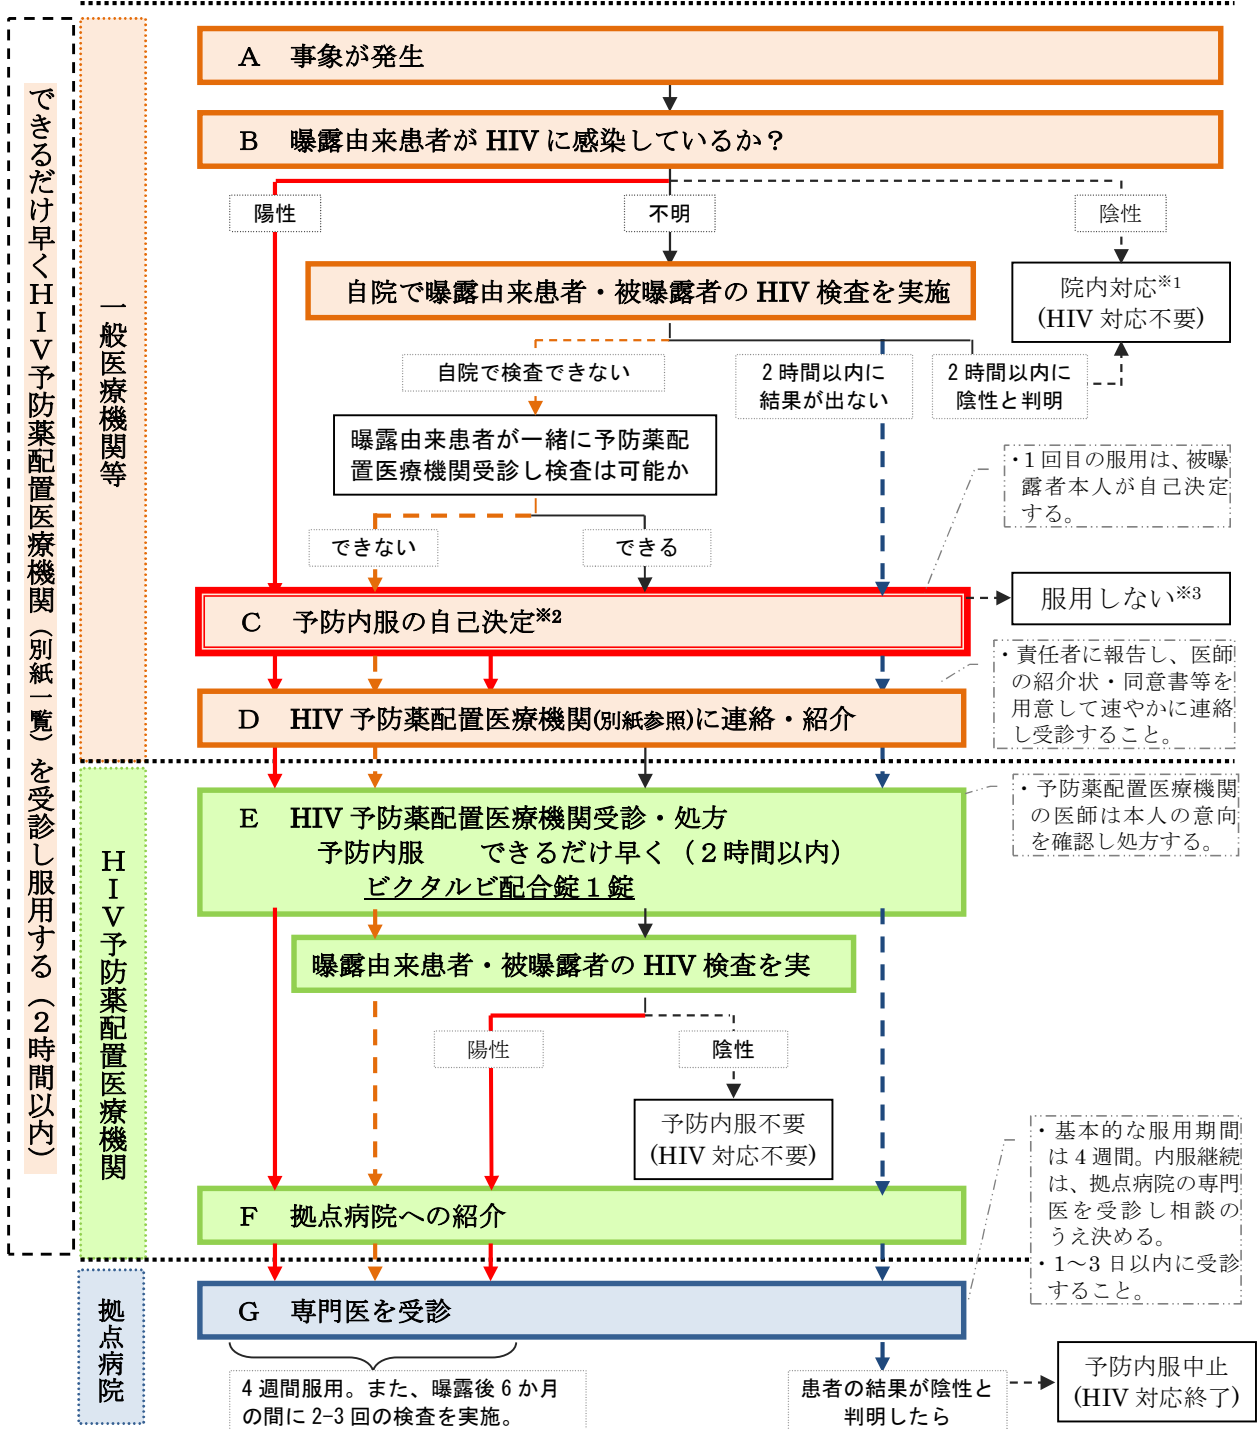 できるだけ早くＨＩＶ予防薬配置医療機関（別紙一覧）を受診し服用する（２時間以内）
一般医療機関等
A　事象が発生
B　曝露由来患者が HIV に感染しているか？
陽性
不明
陰性
自院で曝露由来患者・被曝露者の HIV 検査を実施
院内対応※1
(HIV 対応不要)
自院で検査できない
2 時間以内に
結果が出ない
2 時間以内に
陰性と判明
曝露由来患者が一緒に予防薬配
置医療機関受診し検査は可能か
・1 回目の服用は、被曝
露者本人が自己決定
する。
できない
できる
C　予防内服の自己決定※2
服用しない※3
・責任者に報告し、医師
の紹介状・同意書等を
用意して速やかに連絡
し受診すること。
D　HIV 予防薬配置医療機関(別紙参照)に連絡・紹介
ＨＩＶ予防薬配置医療機関
E　HIV 予防薬配置医療機関受診・処方
予防内服　　できるだけ早く（２時間以内）
ビクタルビ配合錠１錠
・予防薬配置医療機関
の医師は本人の意向
を確認し処方する。
曝露由来患者・被曝露者の HIV 検査を実
陽性
陰性
予防内服不要
(HIV 対応不要)
F　拠点病院への紹介
・基本的な服用期間
は 4 週間。内服継続
は、拠点病院の専門
医を受診し相談の
うえ決める。
・1～3 日以内に受診
すること。
拠点病院
G　専門医を受診
4 週間服用。また、曝露後 6 か月
の間に 2-3 回の検査を実施。
患者の結果が陰性と
判明したら
予防内服中止
(HIV 対応終了)